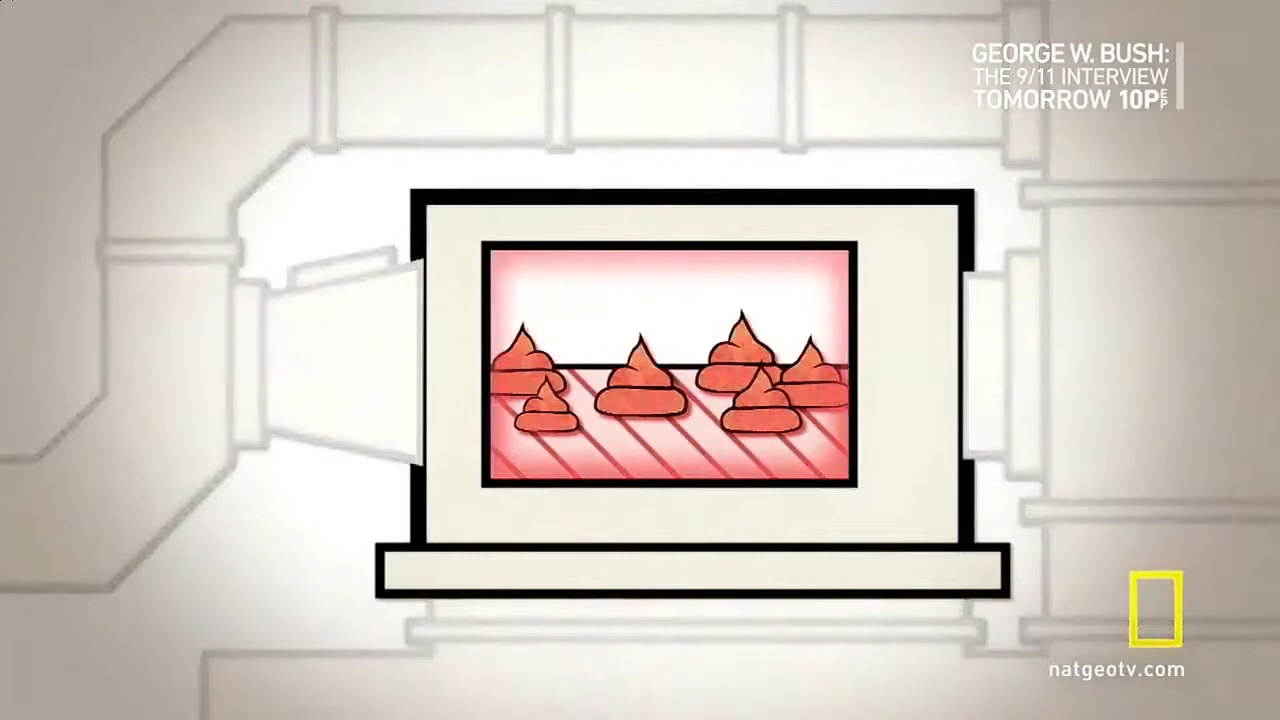 GEORGE W. BUSH:
THE 9/11 INTERVIEW
TOMORROW 10P E P
natgeotv.com